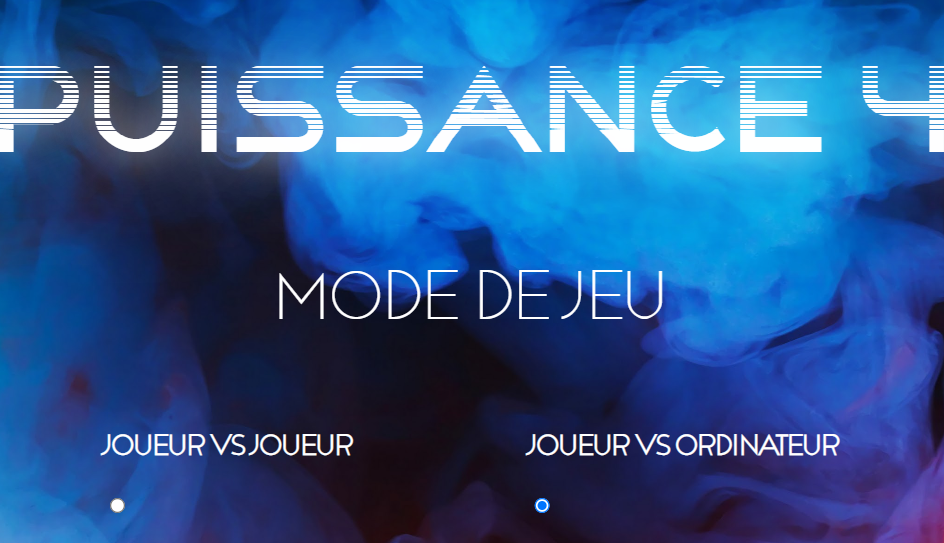 PUISSANCE 4
MODE DE JEU
JOUEUR VS JOUEUR
JOUEUR VS ORDINATEUR